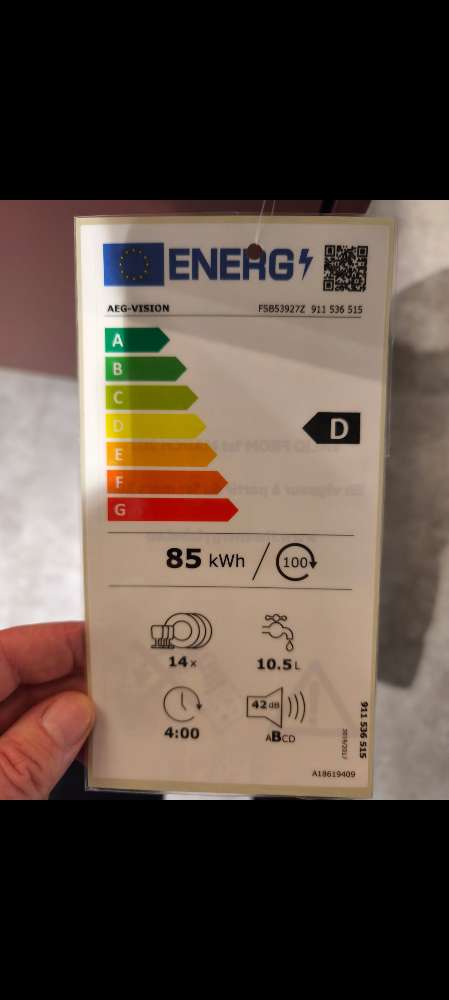 ENERG
AEG-VISION FSB53927Z 911 536 515
A
B
C
D
D
E
F
G
85 kWh / 100
14 x
10.5 L
4:00
42 dB
ABCD
911 536 515
2019/2017
A18619409